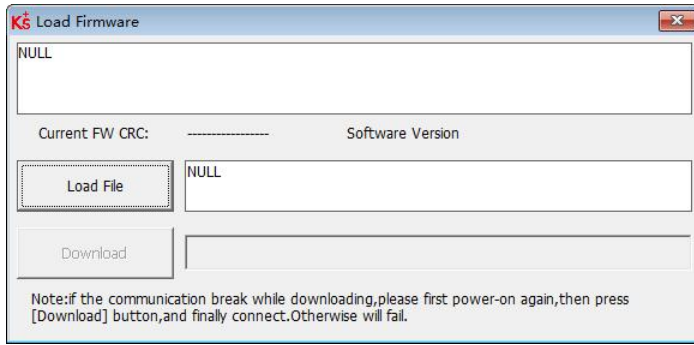 KS Load Firmware
NULL
Current FW CRC: ----------------- Software Version
Load File NULL
Download
Note:if the communication break while downloading,please first power-on again,then press
[Download] button,and finally connect.Otherwise will fail.